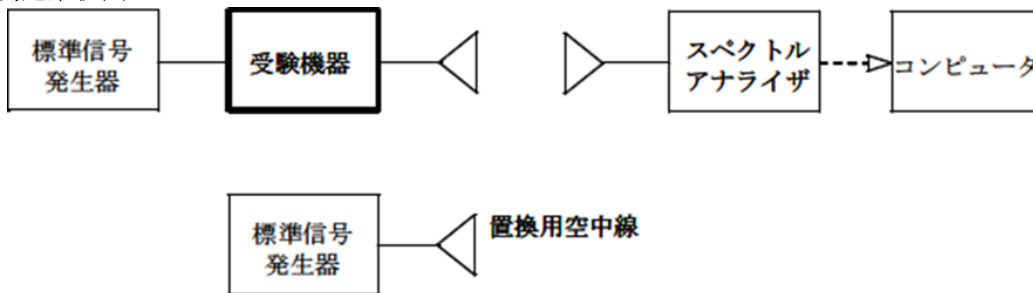 標準信号
発生器
受験機器
スペクトル
アナライザ
コンピュータ
標準信号
発生器
置換用空中線